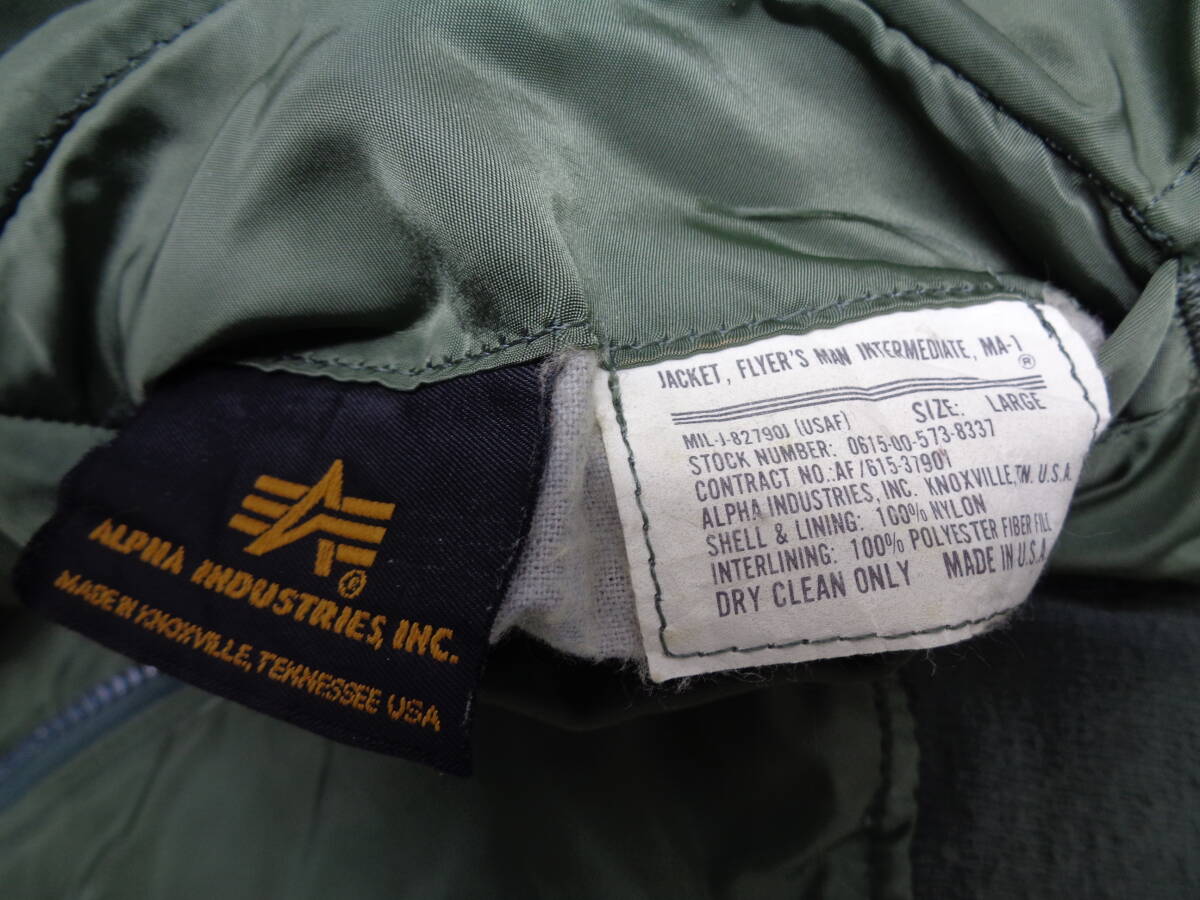 ALPHA INDUSTRIES, INC.
®
MADE IN KNOXVILLE, TENNESSEE USA
JACKET, FLYER'S MAN INTERMEDIATE, MA-1
®
MIL-J-82790J (USAF) SIZE: LARGE
STOCK NUMBER: 0615-00-573-8337
CONTRACT NO.: AF/615-37901
ALPHA INDUSTRIES, INC. KNOXVILLE, TN. U.S.A.
SHELL & LINING: 100% NYLON
INTERLINING: 100% POLYESTER FIBER FILL
DRY CLEAN ONLY MADE IN U.S.A.